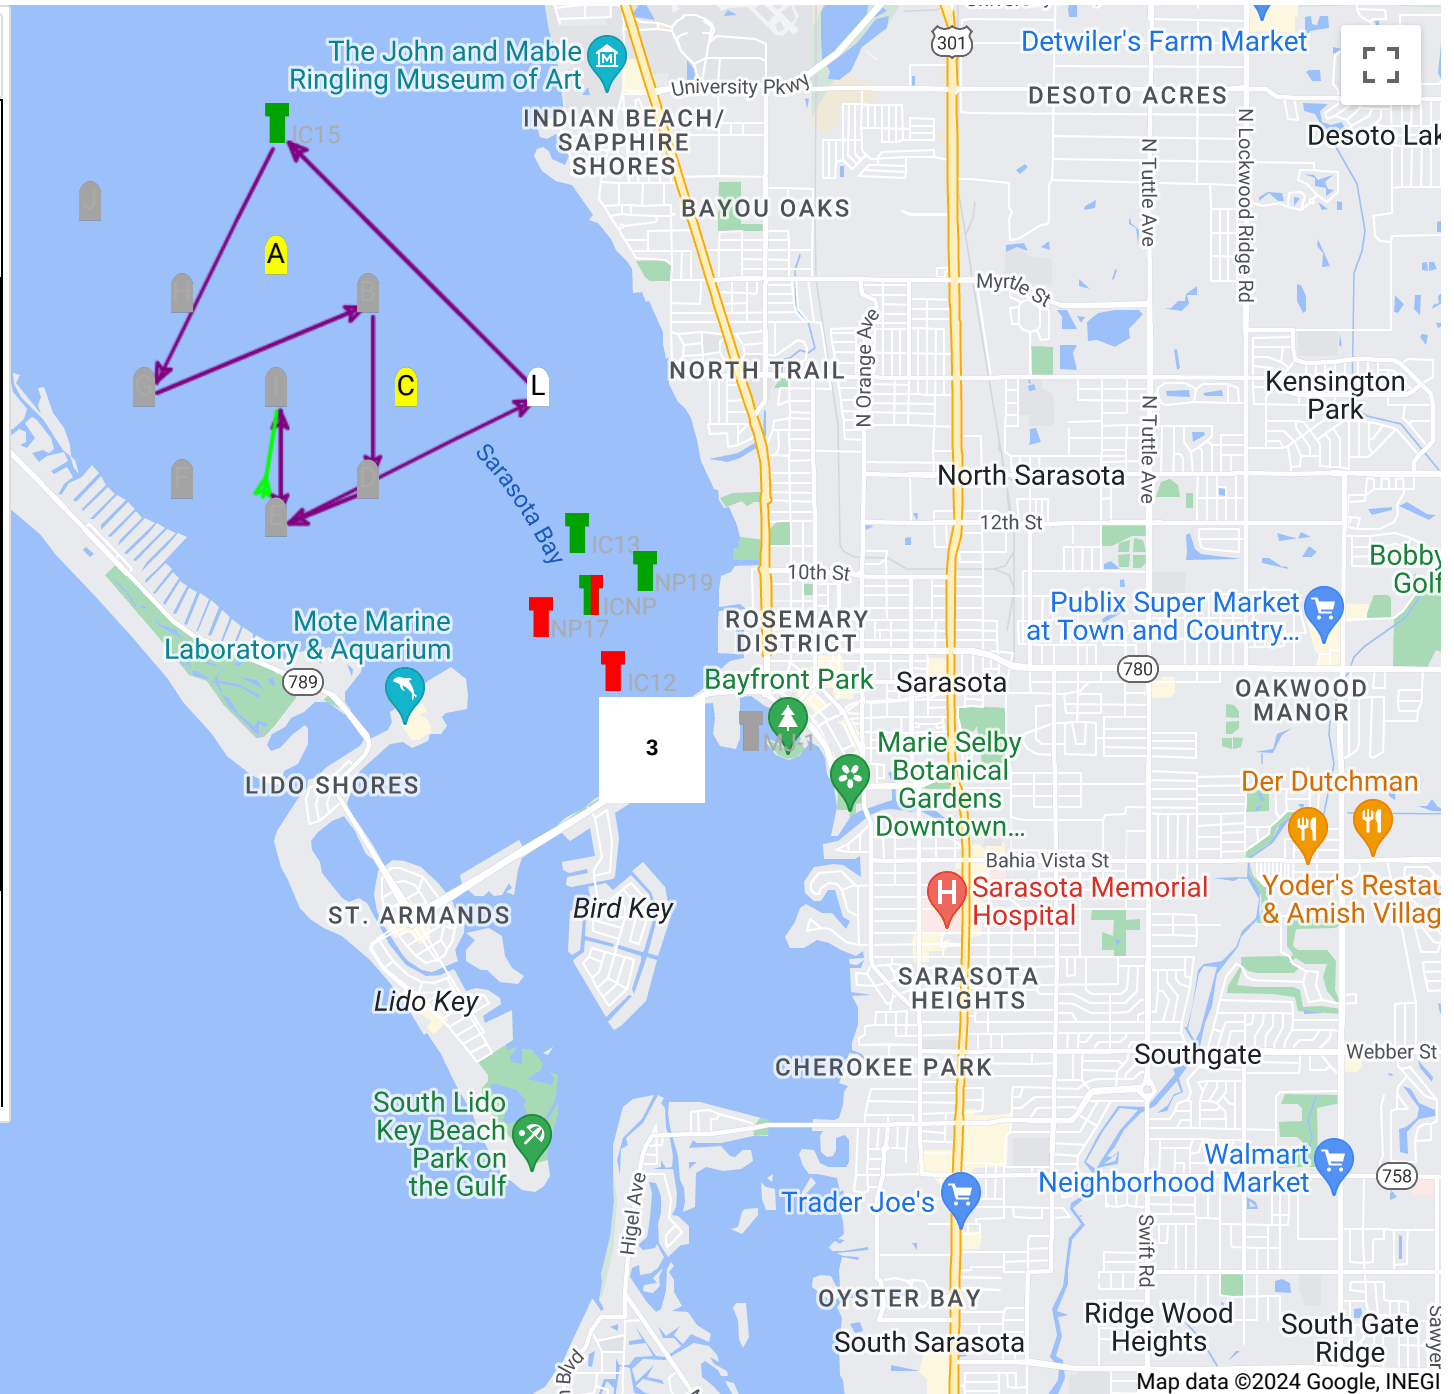 301
Detwiler's Farm Market
The John and Mable
Ringling Museum of Art
University Pkwy
DESOTO ACRES
INDIAN BEACH/
SAPPHIRE
SHORES
N Lockwood Ridge Rd
Desoto Lak
IC15
N Tuttle Ave
J
BAYOU OAKS
A
H
B
Myrtle St
N Orange Ave
NORTH TRAIL
G
I
C
L
Kensington
Park
N Tuttle Ave
Sarasota Bay
North Sarasota
F
D
E
12th St
IC13
NP19
10th St
Bobby
Golf
ICNP
NP17
Publix Super Market
at Town and Country...
Mote Marine
Laboratory & Aquarium
ROSEMARY
DISTRICT
789
IC12
Bayfront Park
Sarasota
780
OAKWOOD
MANOR
3
MJ-1
Marie Selby
Botanical
Gardens
Downtown...
LIDO SHORES
Der Dutchman
Bahia Vista St
H
Sarasota Memorial
Hospital
Yoder's Restau
& Amish Villag
ST. ARMANDS
Bird Key
SARASOTA
HEIGHTS
Lido Key
CHEROKEE PARK
Southgate
Webber St
South Lido
Key Beach
Park on
the Gulf
Walmart
Neighborhood Market
758
Trader Joe's
Higel Ave
Swift Rd
OYSTER BAY
South Sarasota
Ridge Wood
Heights
South Gate
Ridge
Sawyer
Blvd
Map data ©2024 Google, INEGI